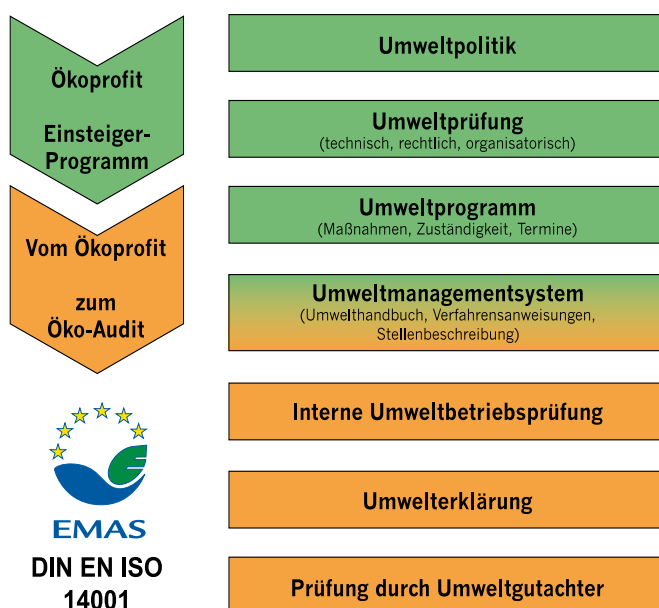 Ökoprofit
Einsteiger-
Programm
Vom Ökoprofit
zum
Öko-Audit
EMAS
DIN EN ISO
14001
Umweltpolitik
Umweltprüfung
(technisch, rechtlich, organisatorisch)
Umweltprogramm
(Maßnahmen, Zuständigkeit, Termine)
Umweltmanagementsystem
(Umwelthandbuch, Verfahrensanweisungen,
Stellenbeschreibung)
Interne Umweltbetriebsprüfung
Umwelterklärung
Prüfung durch Umweltgutachter